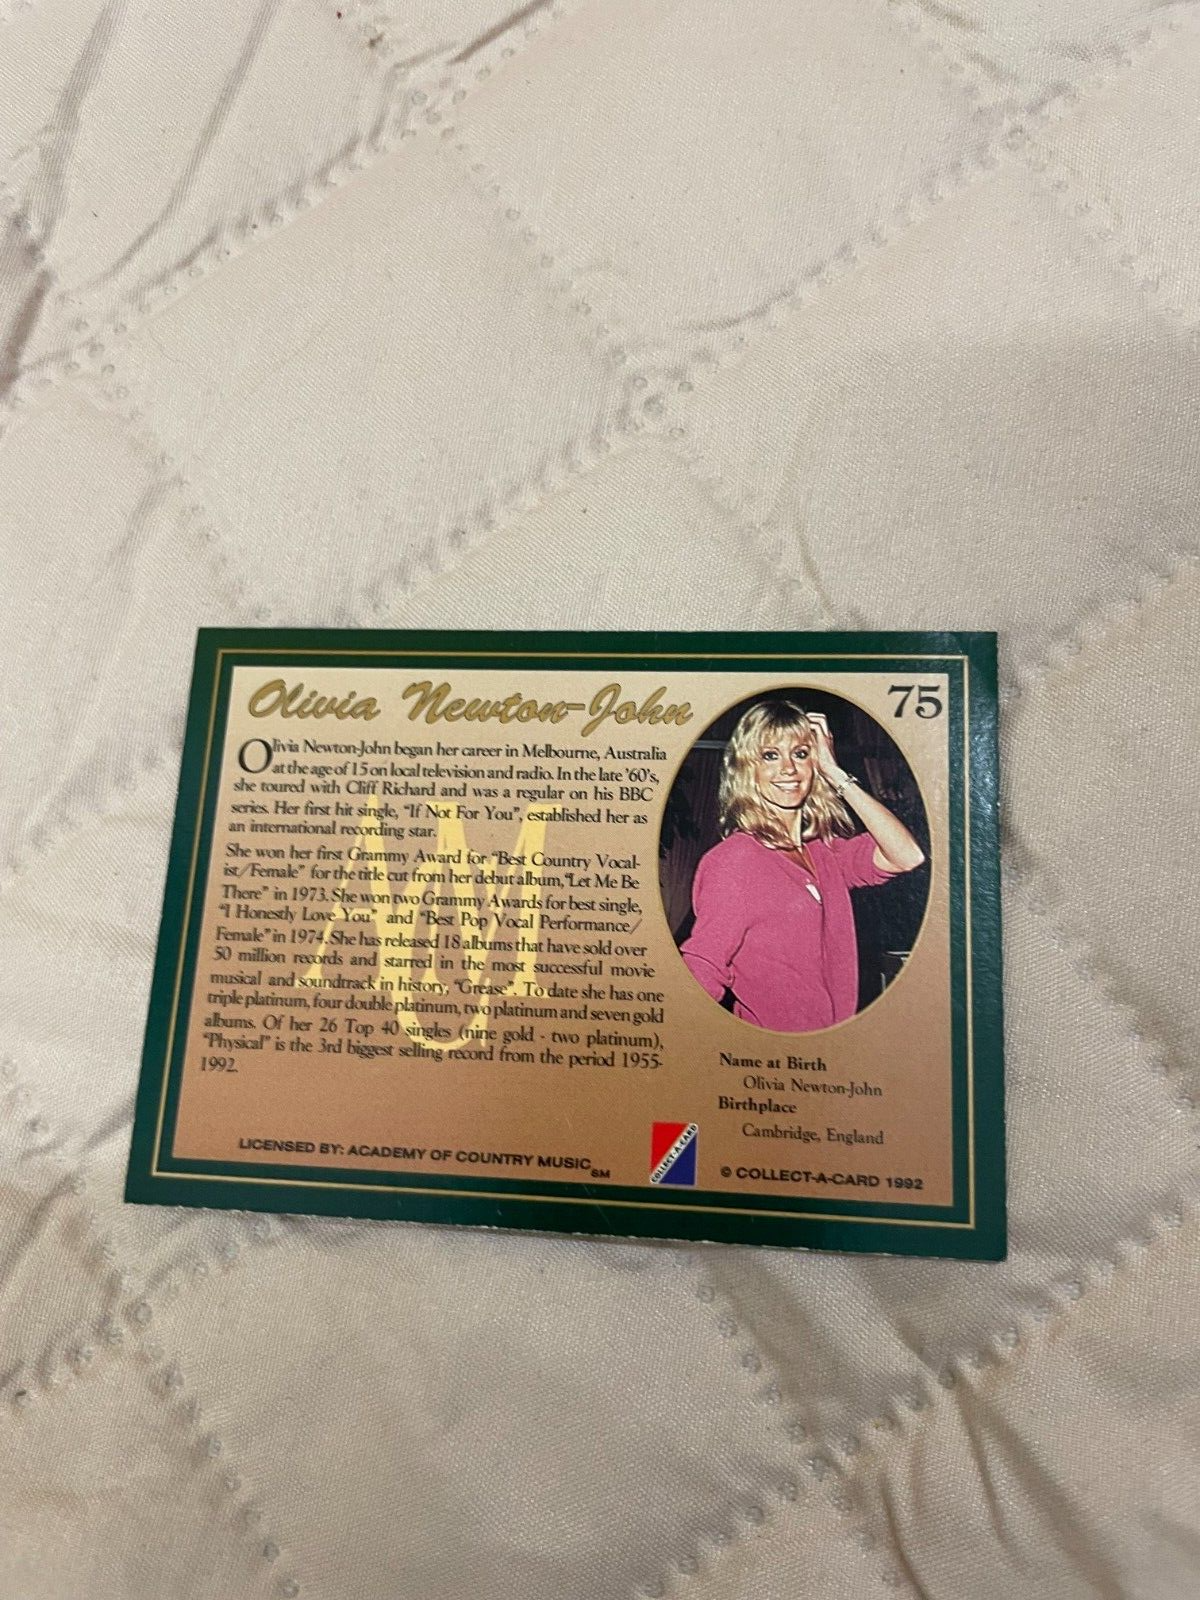 Olivia Newton-John
75
Olivia Newton-John began her career in Melbourne, Australia
at the age of 15 on local television and radio. In the late '60's,
she toured with Cliff Richard and was a regular on his BBC
series. Her first hit single, "If Not For You", established her as
an international recording star.
She won her first Grammy Award for "Best Country Vocal-
ist/Female" for the title cut from her debut album, "Let Me Be
There" in 1973. She won two Grammy Awards for best single,
"I Honestly Love You" and "Best Pop Vocal Performance/
Female" in 1974. She has released 18 albums that have sold over
50 million records and starred in the most successful movie
musical and soundtrack in history, "Grease". To date she has one
triple platinum, four double platinum, two platinum and seven gold
albums. Of her 26 Top 40 singles (nine gold - two platinum),
"Physical" is the 3rd biggest selling record from the period 1955-
1992.
Name at Birth
Olivia Newton-John
Birthplace
Cambridge, England
LICENSED BY: ACADEMY OF COUNTRY MUSIC SM
COLLECT-A-CARD
© COLLECT-A-CARD 1992